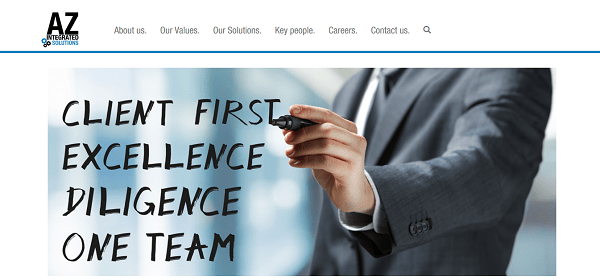 AZ
INTEGRATED
SOLUTIONS
About us. Our Values. Our Solutions. Key people. Careers. Contact us.
CLIENT FIRST
EXCELLENCE
DILIGENCE
ONE TEAM